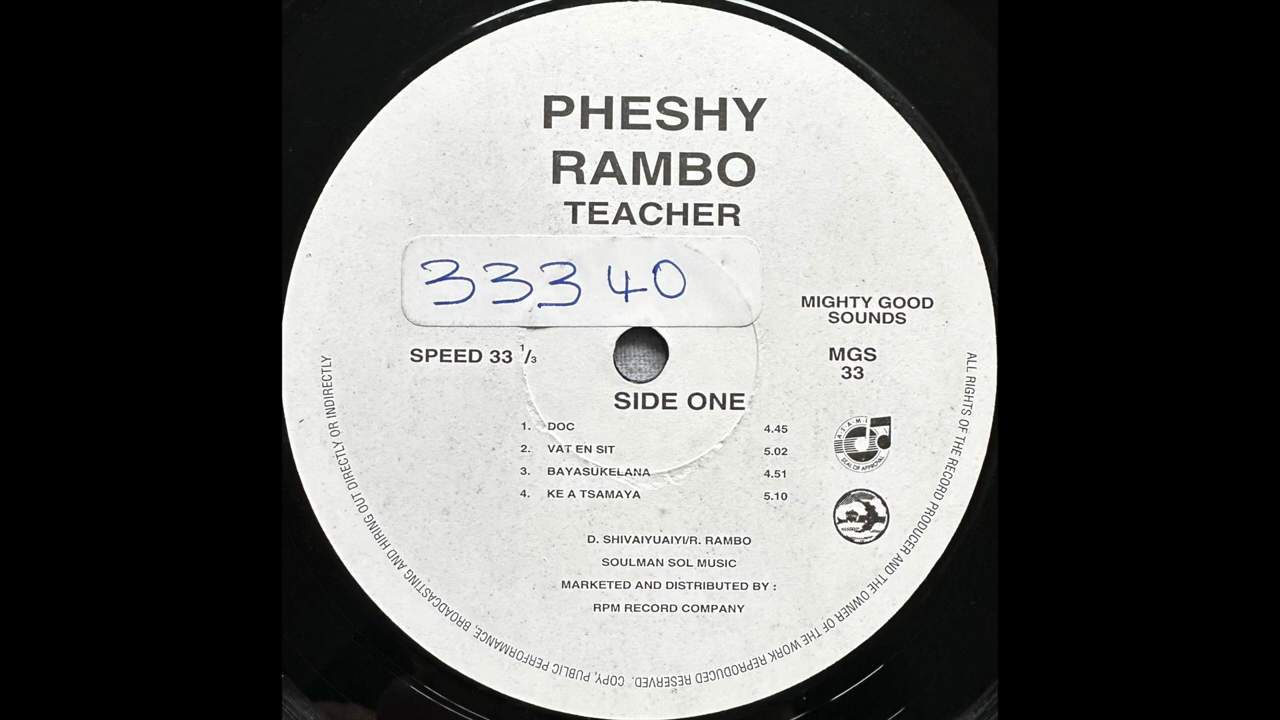 PHESHY
RAMBO
TEACHER
33340
MIGHTY GOOD
SOUNDS
SPEED 33 1/3
MGS
33
SIDE ONE
1. DOC 4.45
2. VAT EN SIT 5.02
3. BAYASUKELANA 4.51
4. KE A TSAMAYA 5.10
A.S.A.M.I.
SEAL OF APPROVAL
D. SHIVAIYUAIYI/R. RAMBO
SOULMAN SOL MUSIC
MARKETED AND DISTRIBUTED BY :
RPM RECORD COMPANY
ALL RIGHTS OF THE RECORD PRODUCER AND THE OWNER OF THE WORK REPRODUCED RESERVED. COPY, PUBLIC PERFORMANCE, BROADCASTING AND HIRING OUT DIRECTLY OR INDIRECTLY